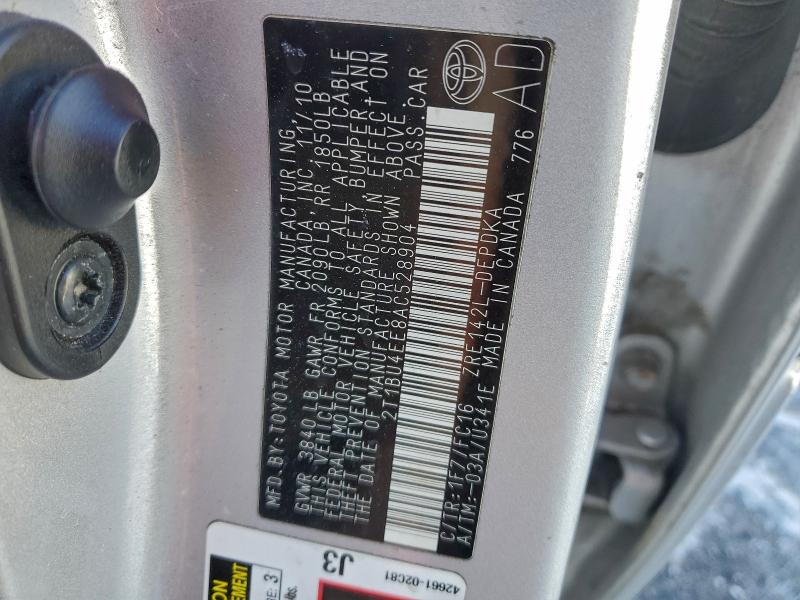 MFD.BY:TOYOTA MOTOR MANUFACTURING,
CANADA, INC. 11/10
GVWR 3840LB GAWR FR 2090LB RR 1850LB
THIS VEHICLE CONFORMS TO ALL APPLICABLE
FEDERAL MOTOR VEHICLE SAFETY, BUMPER AND
THEFT PREVENTION STANDARDS IN EFFECT ON
THE DATE OF MANUFACTURE SHOWN ABOVE.
2T1BU4EE8AC528904 PASS.CAR
C/TR:1F7/FC16 ZRE142L-DEPDKA
A/TM:-03A/U341E MADE IN CANADA 776
AD
J3
42661-02C81